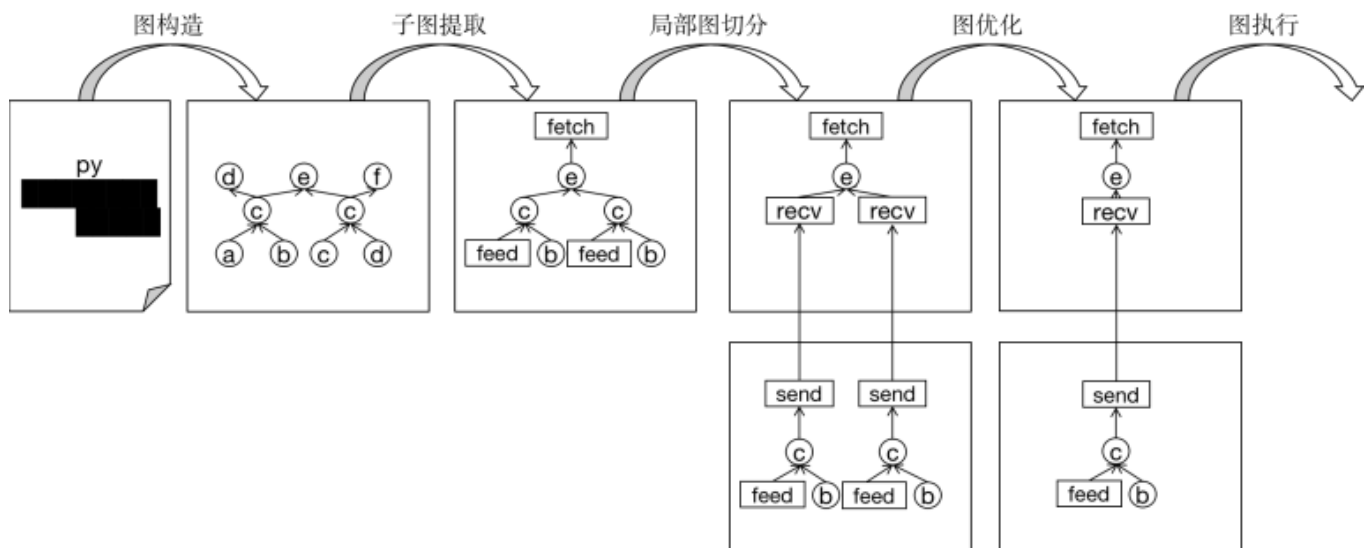 图构造 子图提取 局部图切分 图优化 图执行
py
d e f
c c
a b c d
fetch
e
c c
feed b feed b
fetch
e
recv recv
send send
c c
feed b feed b
fetch
e
recv
send
c
feed b